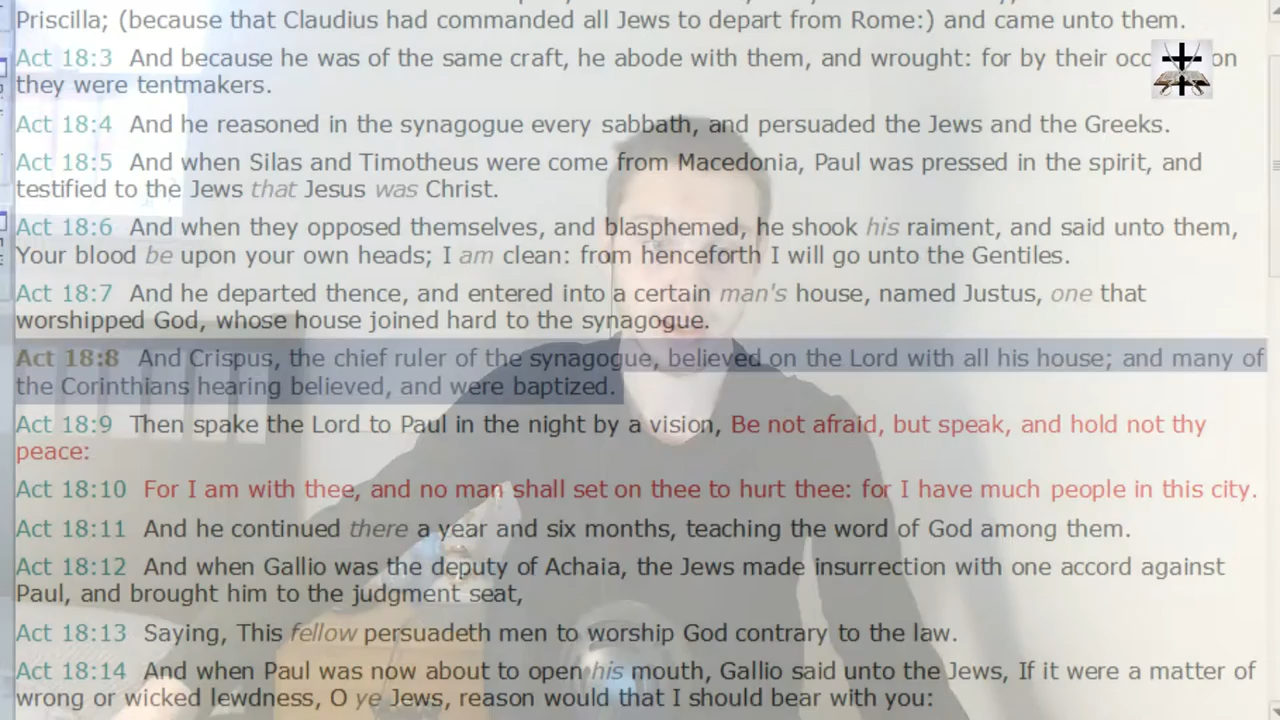 Priscilla; (because that Claudius had commanded all Jews to depart from Rome:) and came unto them.
Act 18:3 And because he was of the same craft, he abode with them, and wrought: for by their occ on
they were tentmakers.
Act 18:4 And he reasoned in the synagogue every sabbath, and persuaded the Jews and the Greeks.
Act 18:5 And when Silas and Timotheus were come from Macedonia, Paul was pressed in the spirit, and
testified to the Jews that Jesus was Christ.
Act 18:6 And when they opposed themselves, and blasphemed, he shook his raiment, and said unto them,
Your blood be upon your own heads; I am clean: from henceforth I will go unto the Gentiles.
Act 18:7 And he departed thence, and entered into a certain man's house, named Justus, one that
worshipped God, whose house joined hard to the synagogue.
Act 18:8 And Crispus, the chief ruler of the synagogue, believed on the Lord with all his house; and many of
the Corinthians hearing believed, and were baptized.
Act 18:9 Then spake the Lord to Paul in the night by a vision, Be not afraid, but speak, and hold not thy
peace:
Act 18:10 For I am with thee, and no man shall set on thee to hurt thee: for I have much people in this city.
Act 18:11 And he continued there a year and six months, teaching the word of God among them.
Act 18:12 And when Gallio was the deputy of Achaia, the Jews made insurrection with one accord against
Paul, and brought him to the judgment seat,
Act 18:13 Saying, This fellow persuadeth men to worship God contrary to the law.
Act 18:14 And when Paul was now about to open his mouth, Gallio said unto the Jews, If it were a matter of
wrong or wicked lewdness, O ye Jews, reason would that I should bear with you: